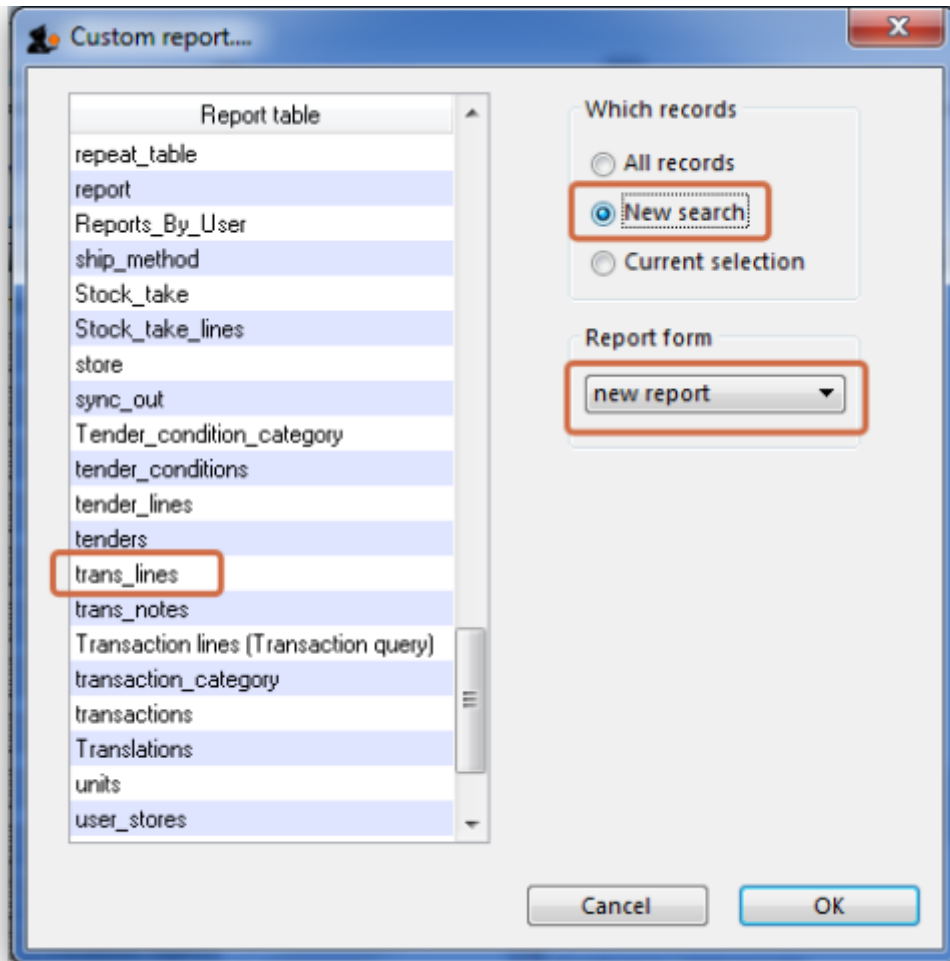 Custom report....
Report table
repeat_table
report
Reports_By_User
ship_method
Stock_take
Stock_take_lines
store
sync_out
Tender_condition_category
tender_conditions
tender_lines
tenders
trans_lines
trans_notes
Transaction lines (Transaction query)
transaction_category
transactions
Translations
units
user_stores
Which records
All records
New search
Current selection
Report form
new report
Cancel
OK